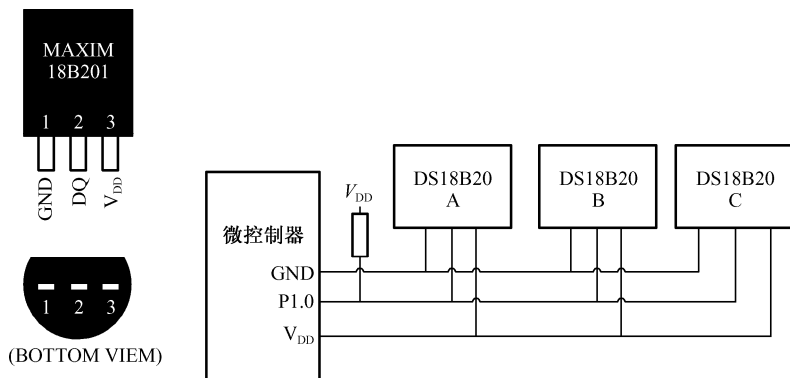 MAXIM
18B201
1 2 3
GND DQ VDD
1 2 3
(BOTTOM VIEM)
微控制器
GND
P1.0
VDD
VDD
DS18B20
A
DS18B20
B
DS18B20
C